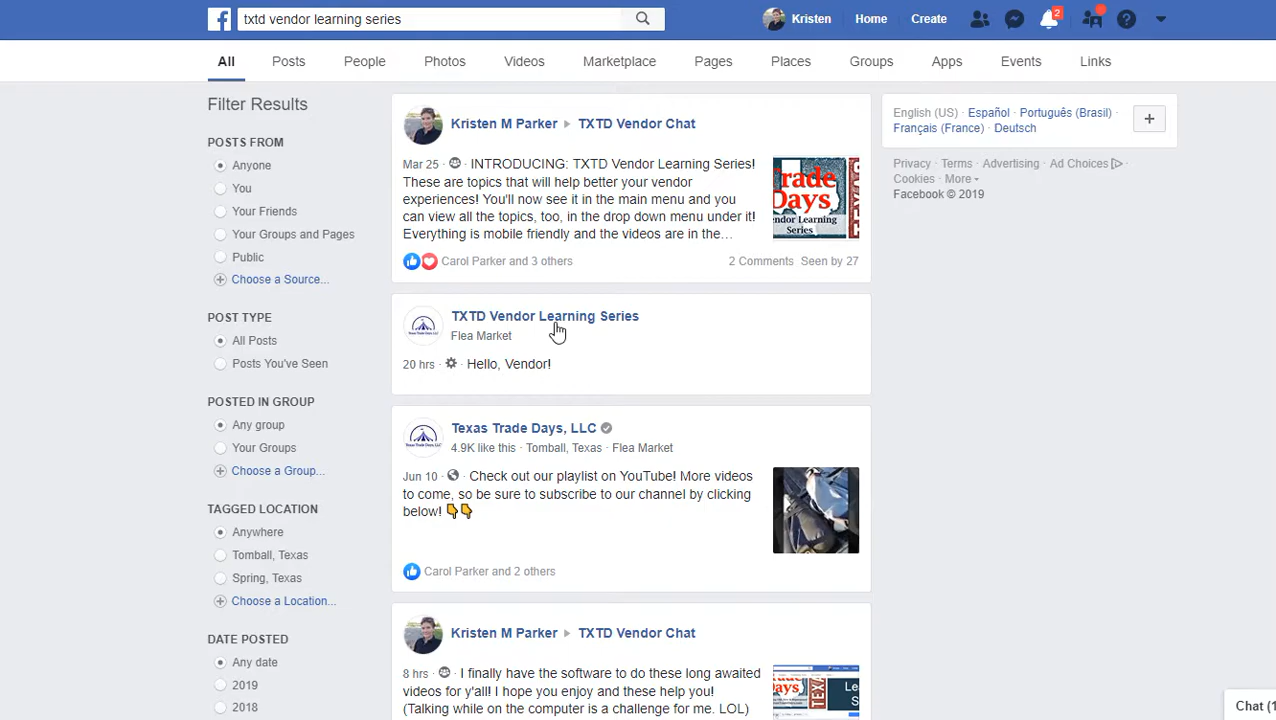 txtd vendor learning series
Kristen Home Create 2
All Posts People Photos Videos Marketplace Pages Places Groups Apps Events Links
Filter Results
POSTS FROM
Anyone
You
Your Friends
Your Groups and Pages
Public
Choose a Source...
POST TYPE
All Posts
Posts You've Seen
POSTED IN GROUP
Any group
Your Groups
Choose a Group...
TAGGED LOCATION
Anywhere
Tomball, Texas
Spring, Texas
Choose a Location...
DATE POSTED
Any date
2019
2018
Kristen M Parker TXTD Vendor Chat
Mar 25 · INTRODUCING: TXTD Vendor Learning Series!
These are topics that will help better your vendor
experiences! You'll now see it in the main menu and you
can view all the topics, too, in the drop down menu under it!
Everything is mobile friendly and the videos are in the...
rade
Days
endor Learning
Series
Carol Parker and 3 others 2 Comments Seen by 27
TXTD Vendor Learning Series
Flea Market
20 hrs · Hello, Vendor!
Texas Trade Days, LLC
4.9K like this · Tomball, Texas · Flea Market
Jun 10 · Check out our playlist on YouTube! More videos
to come, so be sure to subscribe to our channel by clicking
below! 👇👇
Carol Parker and 2 others
Kristen M Parker TXTD Vendor Chat
8 hrs · I finally have the software to do these long awaited
videos for y'all! I hope you enjoy and these help you!
(Talking while on the computer is a challenge for me. LOL)
English (US) · Español · Português (Brasil) ·
Français (France) · Deutsch
+
Privacy · Terms · Advertising · Ad Choices ·
Cookies · More
Facebook © 2019
Chat (1